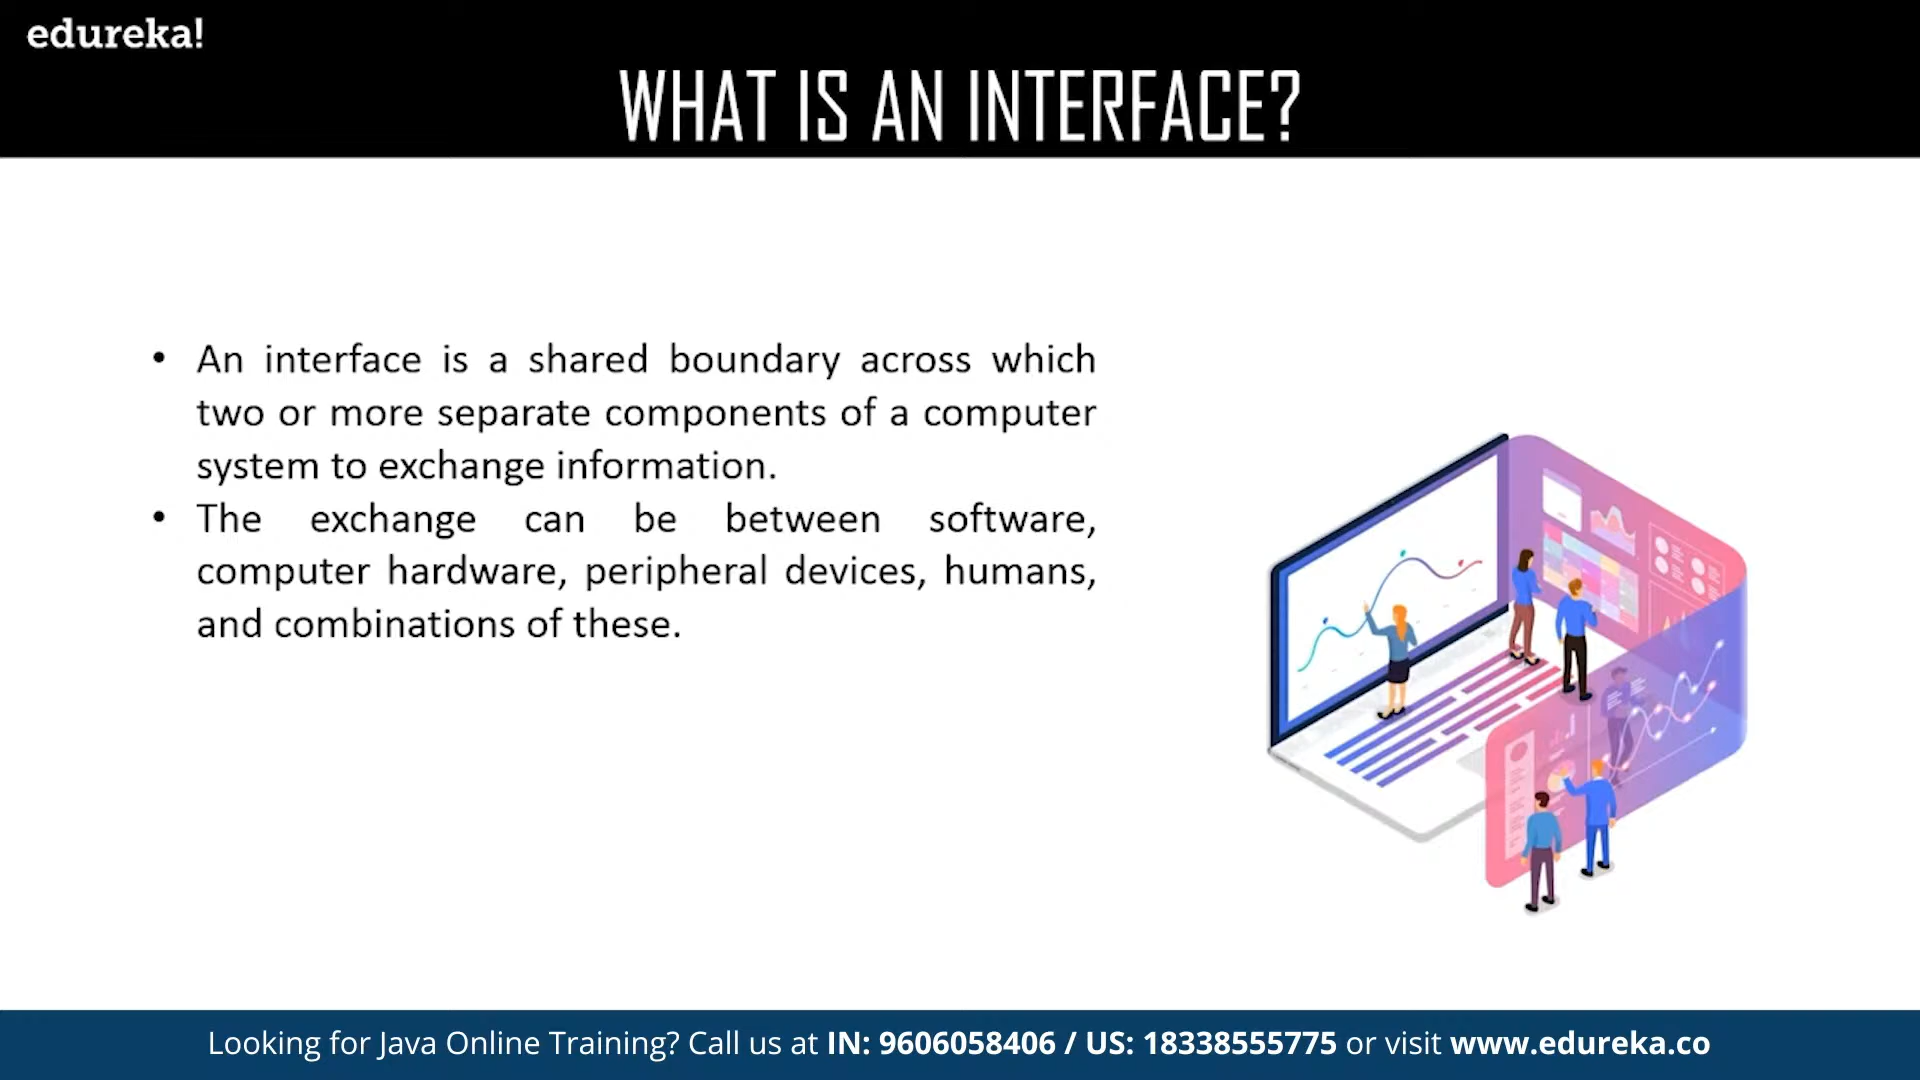 edureka!
WHAT IS AN INTERFACE?
• An interface is a shared boundary across which
two or more separate components of a computer
system to exchange information.
• The exchange can be between software,
computer hardware, peripheral devices, humans,
and combinations of these.
Looking for Java Online Training? Call us at IN: 9606058406 / US: 18338555775 or visit www.edureka.co